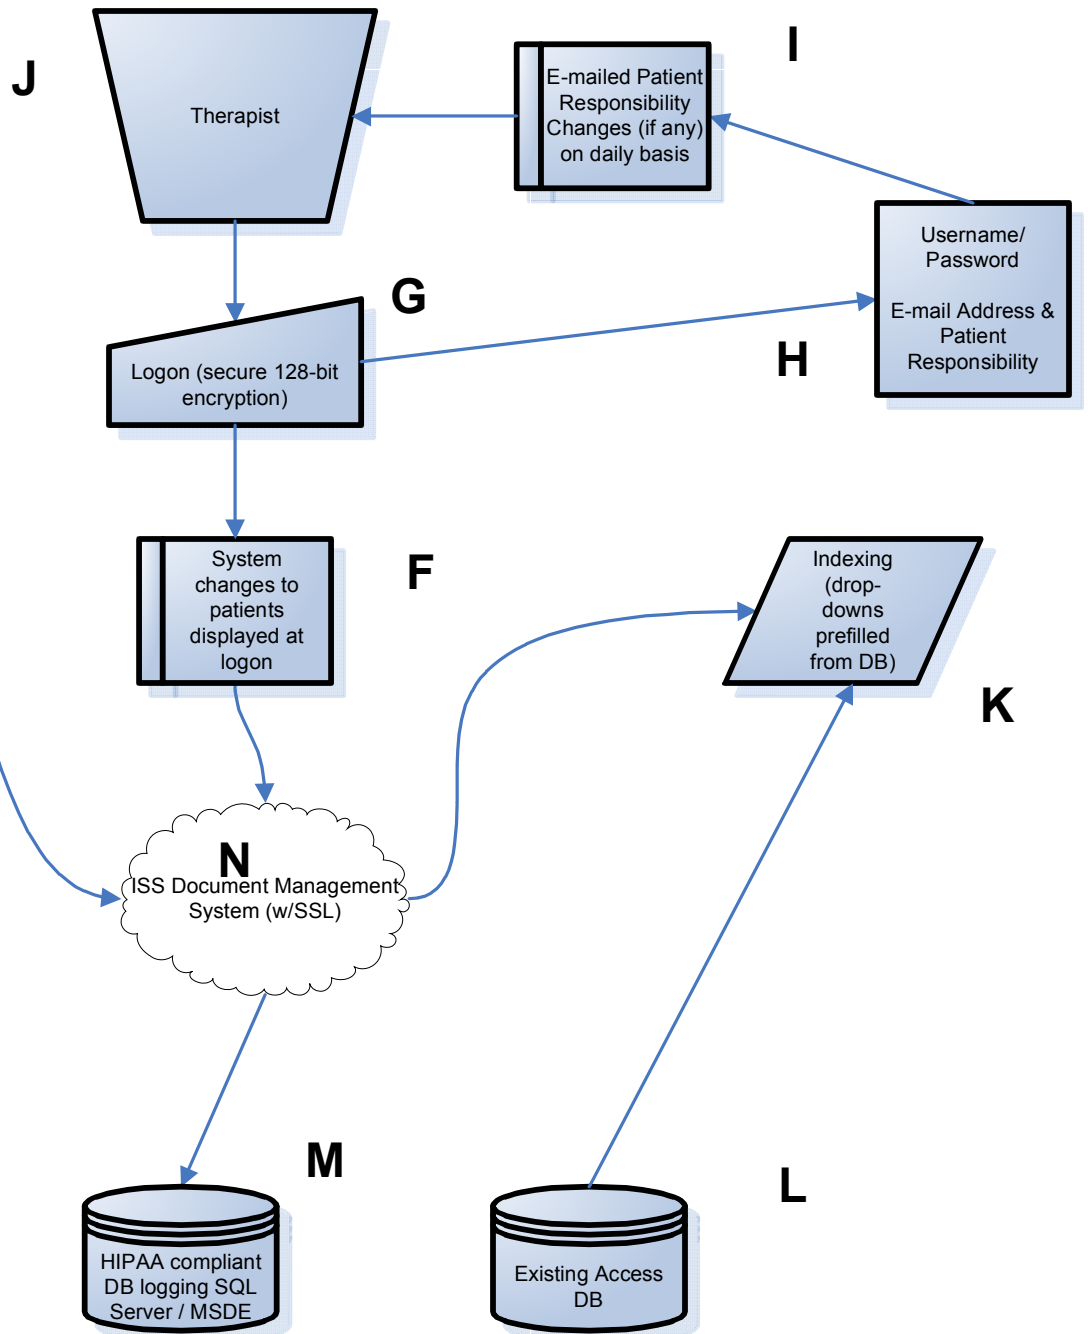 J
Therapist
E-mailed Patient
Responsibility
Changes (if any)
on daily basis
I
Username/
Password
E-mail Address &
Patient
Responsibility
H
G
Logon (secure 128-bit
encryption)
System
changes to
patients
displayed at
logon
F
Indexing
(drop-
downs
prefilled
from DB)
K
N
ISS Document Management
System (w/SSL)
M
HIPAA compliant
DB logging SQL
Server / MSDE
Existing Access
DB
L